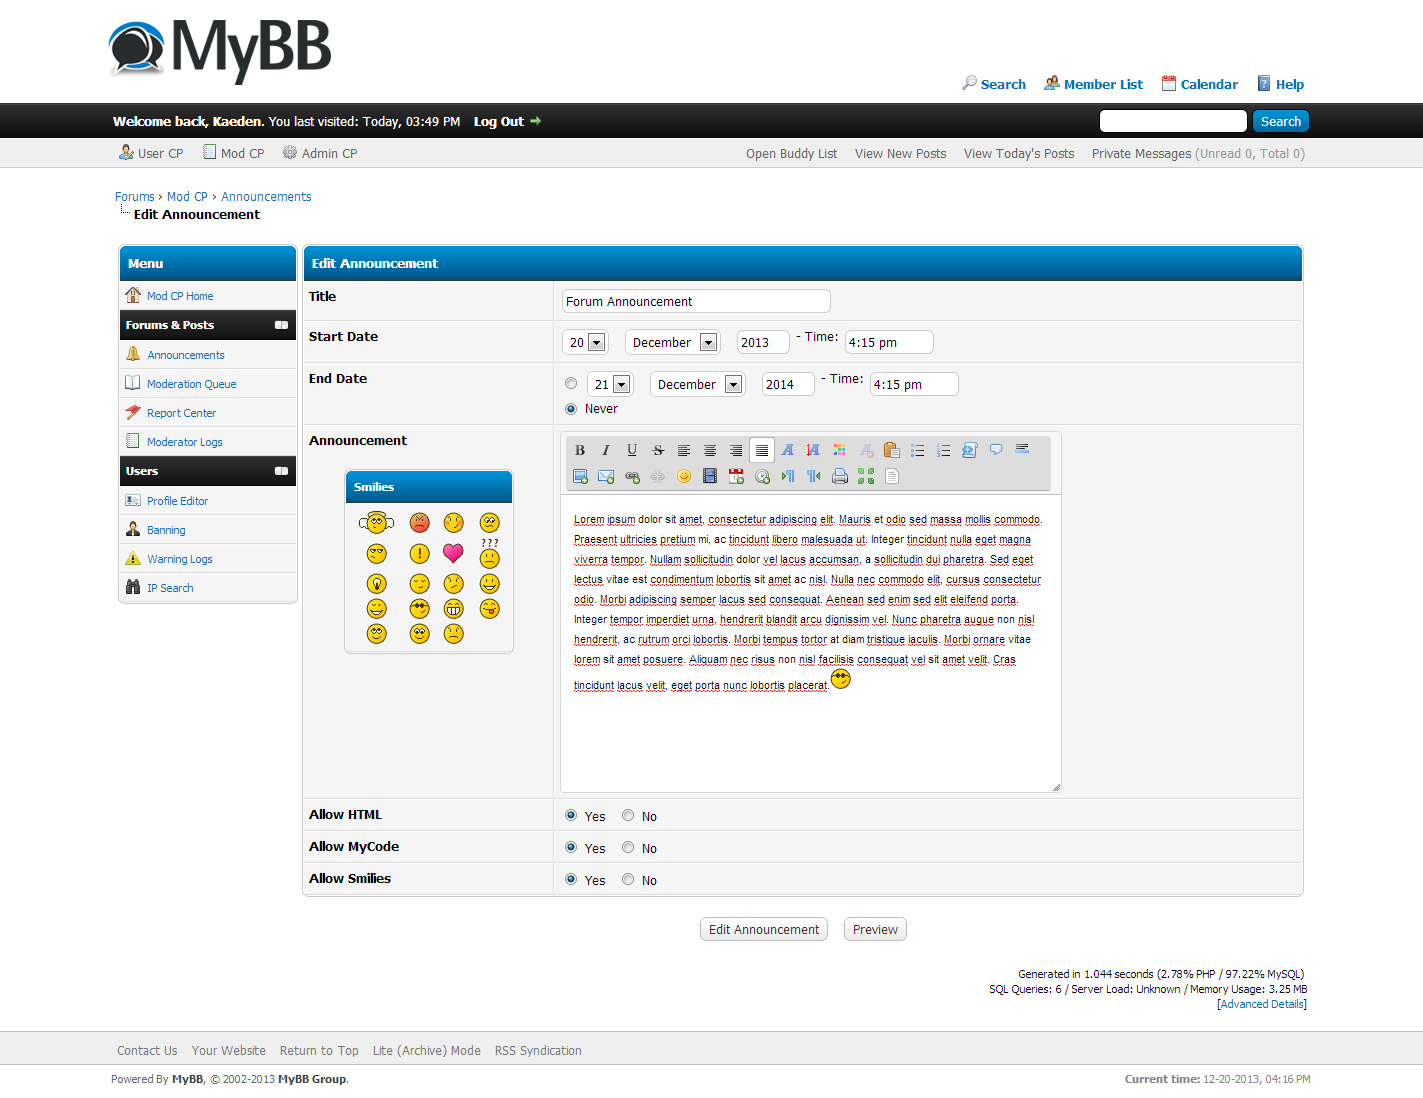 MyBB
Search Member List Calendar Help
Welcome back, Kaeden. You last visited: Today, 03:49 PM Log Out
Search
User CP Mod CP Admin CP
Open Buddy List View New Posts View Today's Posts Private Messages (Unread 0, Total 0)
Forums › Mod CP › Announcements
Edit Announcement
Menu
Mod CP Home
Forums & Posts
Announcements
Moderation Queue
Report Center
Moderator Logs
Users
Profile Editor
Banning
Warning Logs
IP Search
Edit Announcement
Title
Forum Announcement
Start Date
20 December 2013 - Time: 4:15 pm
End Date
21 December 2014 - Time: 4:15 pm
Never
Announcement
Smilies
Lorem ipsum dolor sit amet, consectetur adipiscing elit. Mauris et odio sed massa mollis commodo.
Praesent ultricies pretium mi, ac tincidunt libero malesuada ut. Integer tincidunt nulla eget magna
viverra tempor. Nullam sollicitudin dolor vel lacus accumsan, a sollicitudin dui pharetra. Sed eget
lectus vitae est condimentum lobortis sit amet ac nisl. Nulla nec commodo elit, cursus consectetur
odio. Morbi adipiscing semper lacus sed consequat. Aenean sed enim sed elit eleifend porta.
Integer tempor imperdiet urna, hendrerit blandit arcu dignissim vel. Nunc pharetra augue non nisl
hendrerit, ac rutrum orci lobortis. Morbi tempus tortor at diam tristique iaculis. Morbi ornare vitae
lorem sit amet posuere. Aliquam nec risus non nisl facilisis consequat vel sit amet velit. Cras
tincidunt lacus velit, eget porta nunc lobortis placerat.
Allow HTML
Yes No
Allow MyCode
Yes No
Allow Smilies
Yes No
Edit Announcement Preview
Generated in 1.044 seconds (2.78% PHP / 97.22% MySQL)
SQL Queries: 6 / Server Load: Unknown / Memory Usage: 3.25 MB
[Advanced Details]
Contact Us Your Website Return to Top Lite (Archive) Mode RSS Syndication
Powered By MyBB, © 2002-2013 MyBB Group.
Current time: 12-20-2013, 04:16 PM